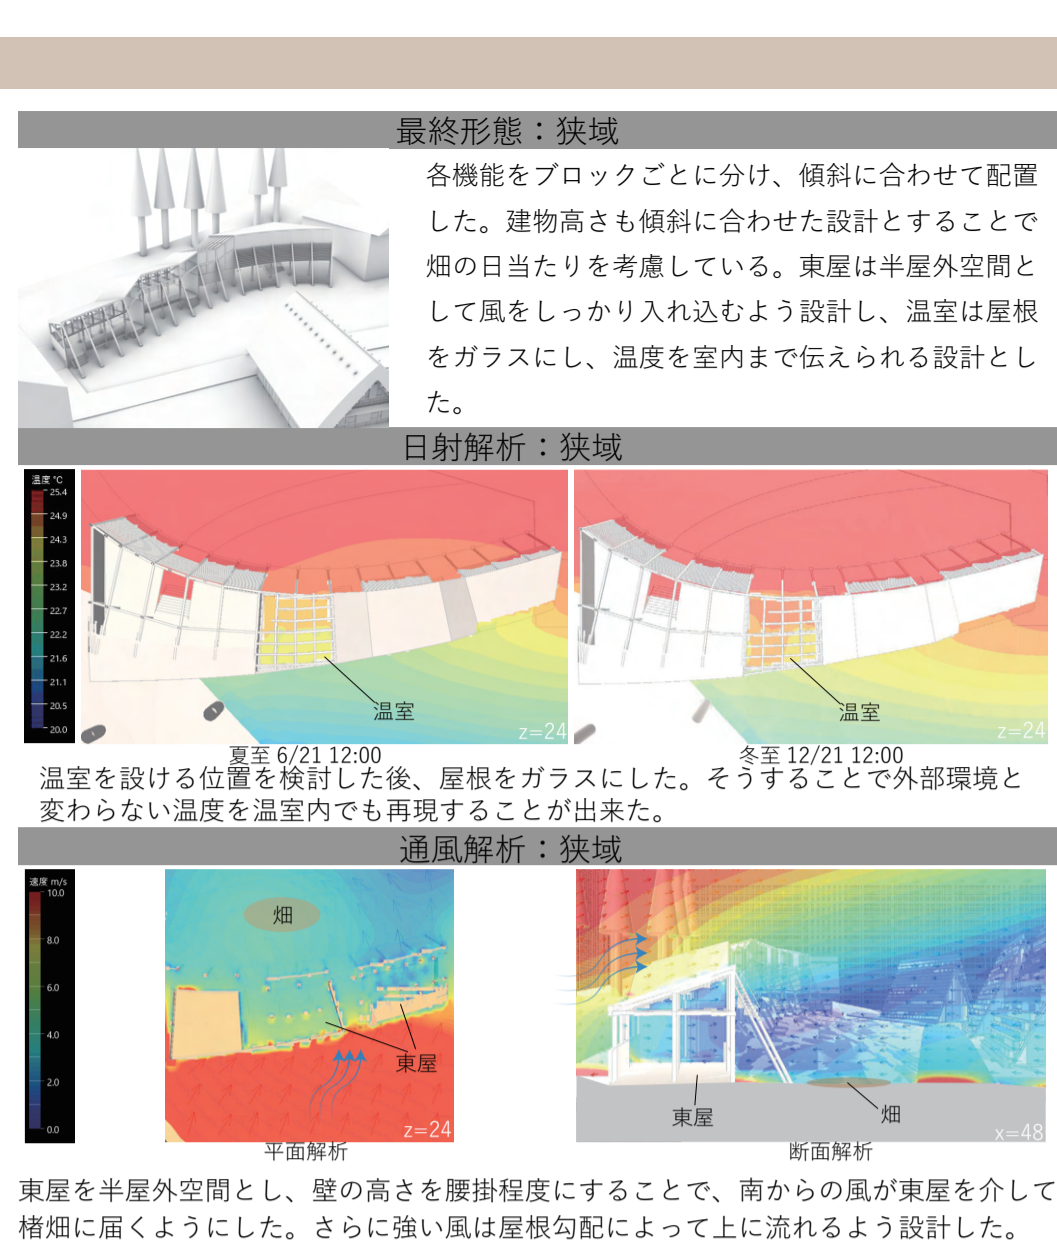 最終形態：狭域
各機能をブロックごとに分け、傾斜に合わせて配置
した。建物高さも傾斜に合わせた設計とすることで
畑の日当たりを考慮している。東屋は半屋外空間と
して風をしっかり入れ込むよう設計し、温室は屋根
をガラスにし、温度を室内まで伝えられる設計とし
た。
日射解析：狭域
温度 °C
25.4
24.9
24.3
23.8
23.2
22.7
22.2
21.6
21.1
20.5
20.0
温室
z=24
夏至 6/21 12:00
温室
z=24
冬至 12/21 12:00
温室を設ける位置を検討した後、屋根をガラスにした。そうすることで外部環境と
変わらない温度を温室内でも再現することが出来た。
通風解析：狭域
速度 m/s
10.0
8.0
6.0
4.0
2.0
0.0
畑
東屋
z=24
平面解析
東屋
畑
x=48
断面解析
東屋を半屋外空間とし、壁の高さを腰掛程度にすることで、南からの風が東屋を介して
楮畑に届くようにした。さらに強い風は屋根勾配によって上に流れるよう設計した。